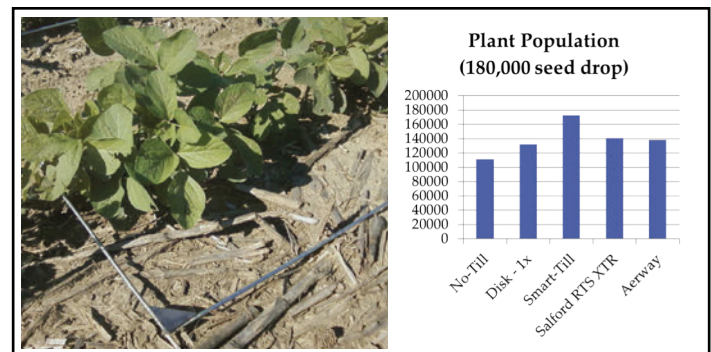 Plant Population
(180,000 seed drop)
200000
180000
160000
140000
120000
100000
80000
60000
40000
20000
0
No-Till
Disk - 1x
Smart-Till
Salford RTS XTR
Aerway